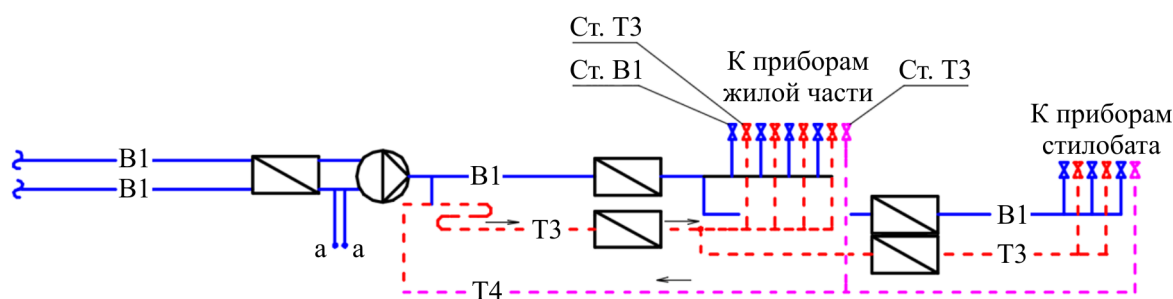 Ст. Т3
Ст. В1
К приборам
жилой части
Ст. Т3
К приборам
стилобата
В1
В1
В1
В1
Т3
Т3
а
а
Т4